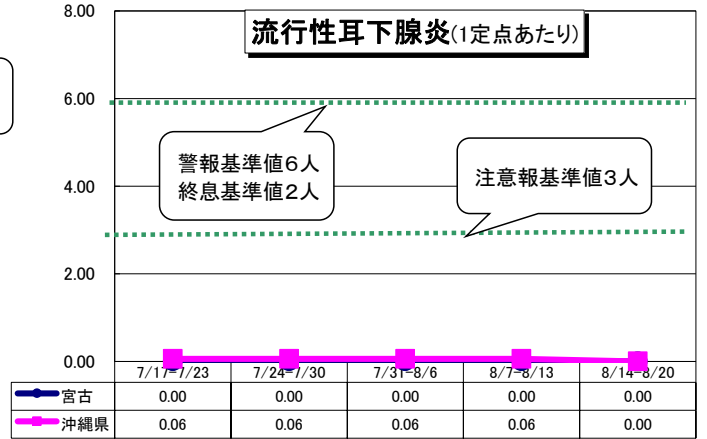 流行性耳下腺炎(1定点あたり)
8.00
6.00
4.00
2.00
0.00
警報基準値6人
終息基準値2人
注意報基準値3人
7/17-7/23 7/24-7/30 7/31-8/6 8/7-8/13 8/14-8/20
宮古 0.00 0.00 0.00 0.00 0.00
沖縄県 0.06 0.06 0.06 0.06 0.00